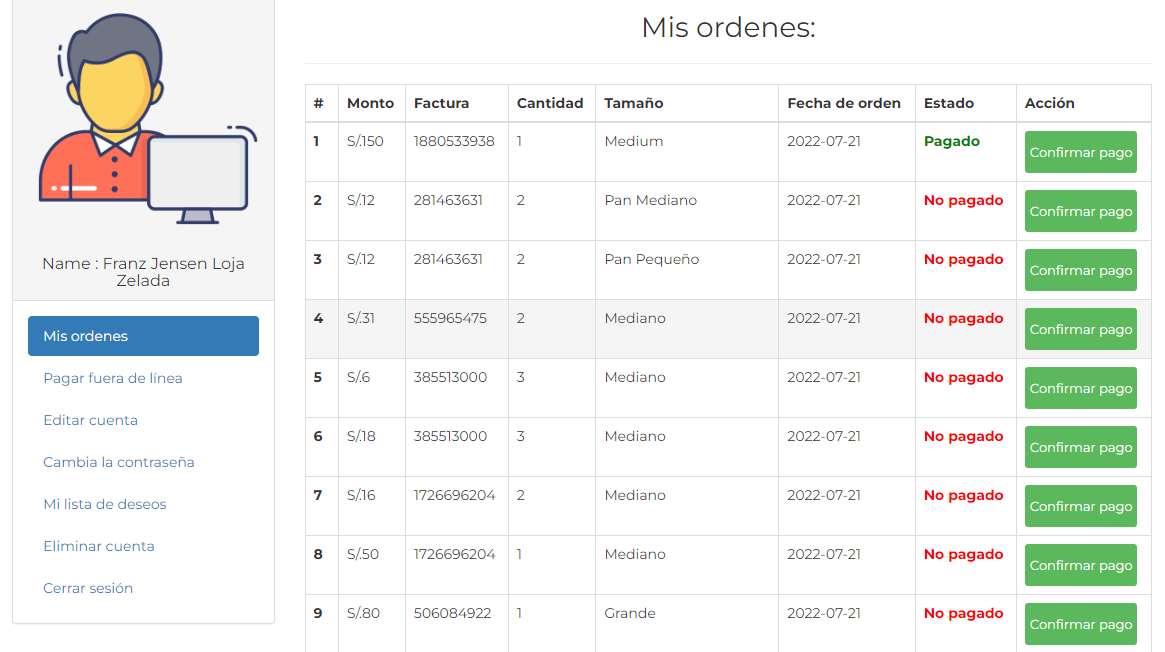 Name : Franz Jensen Loja
Zelada
Mis ordenes
Pagar fuera de línea
Editar cuenta
Cambia la contraseña
Mi lista de deseos
Eliminar cuenta
Cerrar sesión
Mis ordenes:
# Monto Factura Cantidad Tamaño Fecha de orden Estado Acción
1 S/.150 1880533938 1 Medium 2022-07-21 Pagado Confirmar pago
2 S/.12 281463631 2 Pan Mediano 2022-07-21 No pagado Confirmar pago
3 S/.12 281463631 2 Pan Pequeño 2022-07-21 No pagado Confirmar pago
4 S/.31 555965475 2 Mediano 2022-07-21 No pagado Confirmar pago
5 S/.6 385513000 3 Mediano 2022-07-21 No pagado Confirmar pago
6 S/.18 385513000 3 Mediano 2022-07-21 No pagado Confirmar pago
7 S/.16 1726696204 2 Mediano 2022-07-21 No pagado Confirmar pago
8 S/.50 1726696204 1 Mediano 2022-07-21 No pagado Confirmar pago
9 S/.80 506084922 1 Grande 2022-07-21 No pagado Confirmar pago